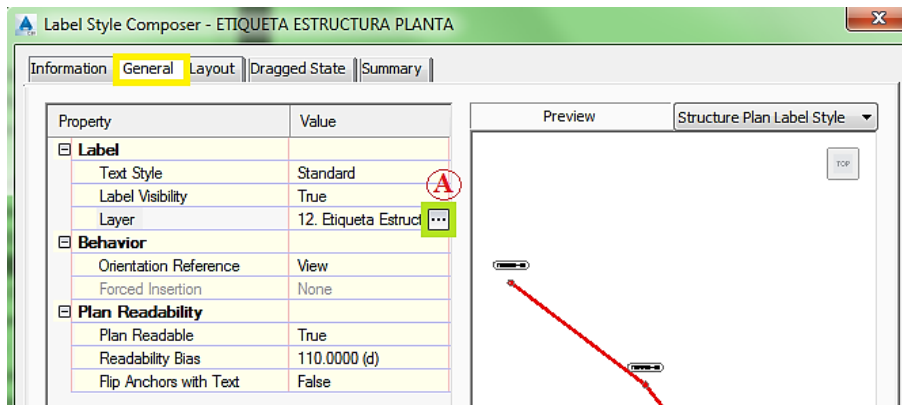 Label Style Composer - ETIQUETA ESTRUCTURA PLANTA
Information General Layout Dragged State Summary
Property Value
Label
Text Style Standard
Label Visibility True
Layer 12. Etiqueta Estruct ...
Behavior
Orientation Reference View
Forced Insertion None
Plan Readability
Plan Readable True
Readability Bias 110.0000 (d)
Flip Anchors with Text False
A
Preview Structure Plan Label Style
TOP